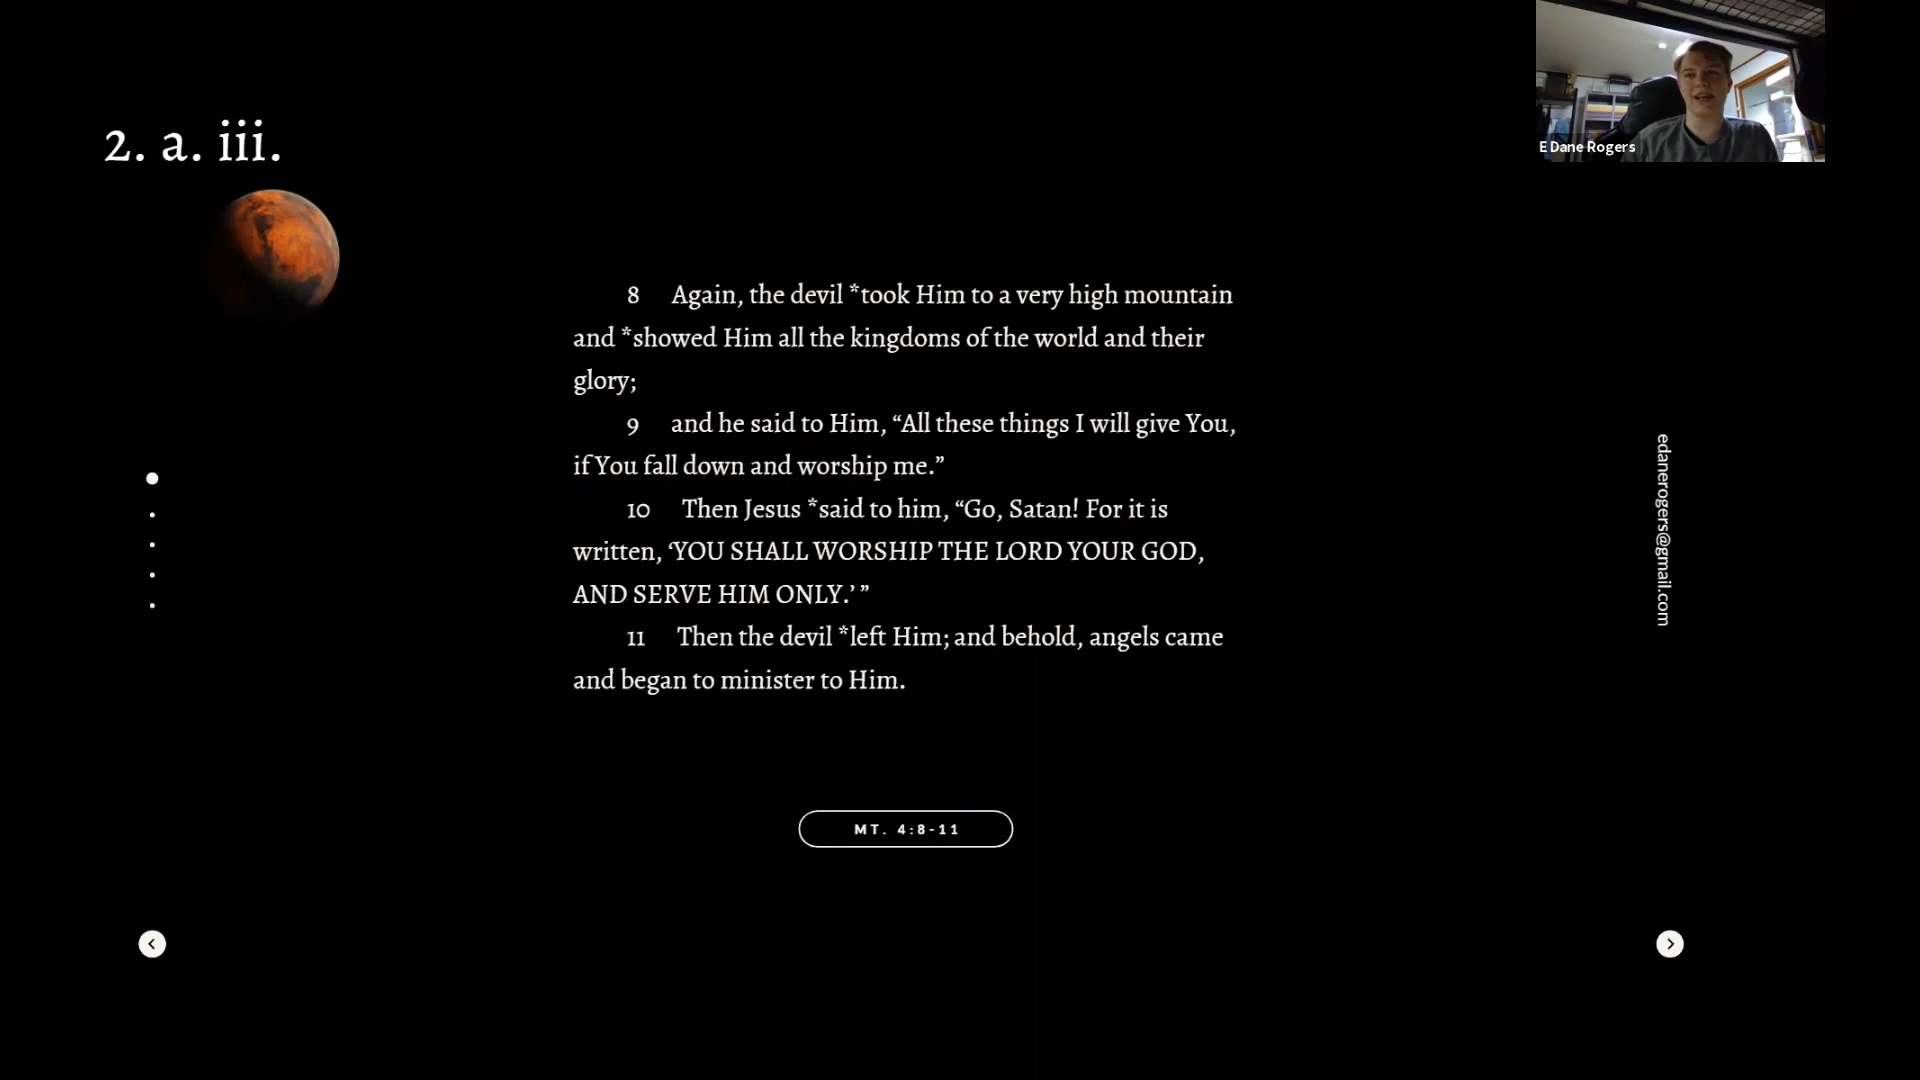 2. a. iii.
E Dane Rogers
8 Again, the devil *took Him to a very high mountain
and *showed Him all the kingdoms of the world and their
glory;
9 and he said to Him, “All these things I will give You,
if You fall down and worship me.”
10 Then Jesus *said to him, “Go, Satan! For it is
written, ‘YOU SHALL WORSHIP THE LORD YOUR GOD,
AND SERVE HIM ONLY.’ ”
11 Then the devil *left Him; and behold, angels came
and began to minister to Him.
MT. 4:8-11
edanerogers@gmail.com